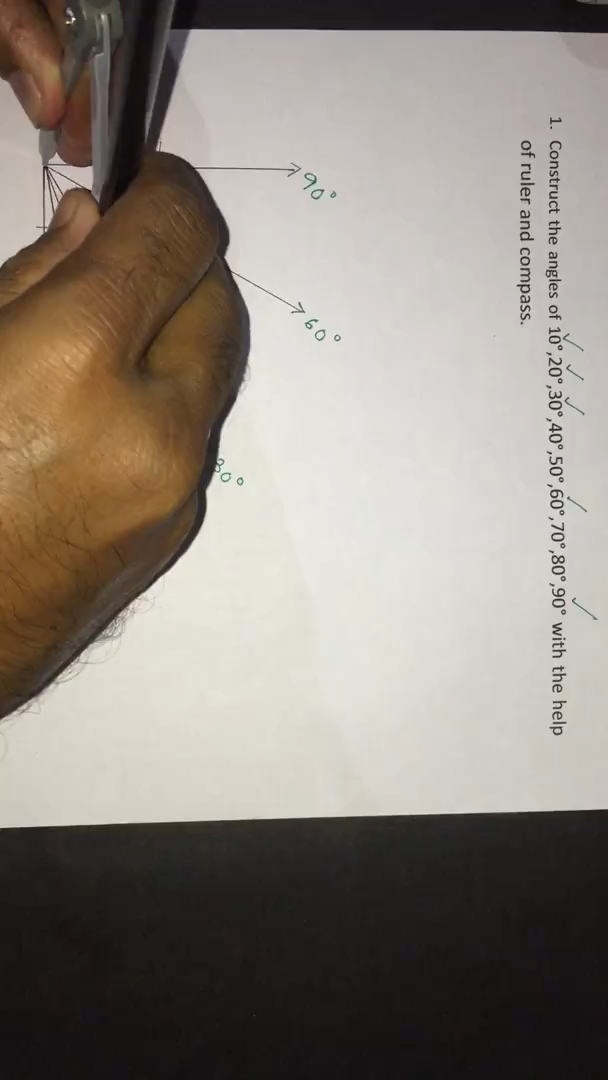 1. Construct the angles of 10°,20°,30°,40°,50°,60°,70°,80°,90° with the help
of ruler and compass.
90°
60°
30°